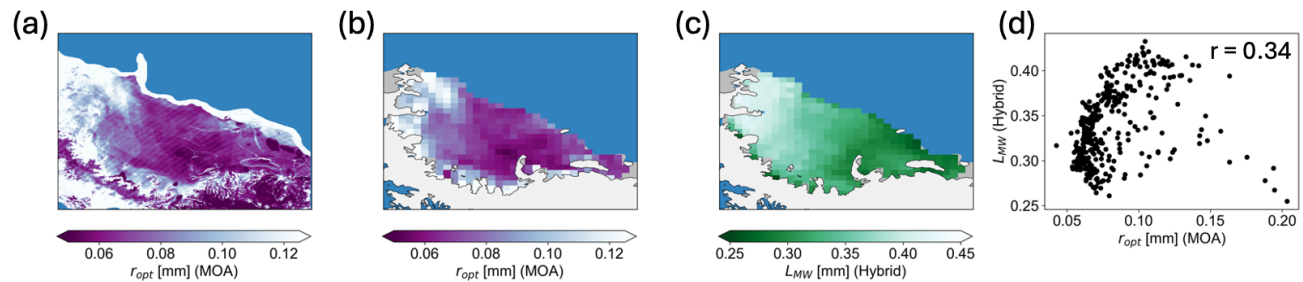 (a)
(b)
(c)
(d)
r = 0.34
0.40
0.35
0.30
0.25
L_MW (Hybrid)
0.05 0.10 0.15 0.20
r_opt [mm] (MOA)
0.06 0.08 0.10 0.12
r_opt [mm] (MOA)
0.06 0.08 0.10 0.12
r_opt [mm] (MOA)
0.25 0.30 0.35 0.40 0.45
L_MW [mm] (Hybrid)